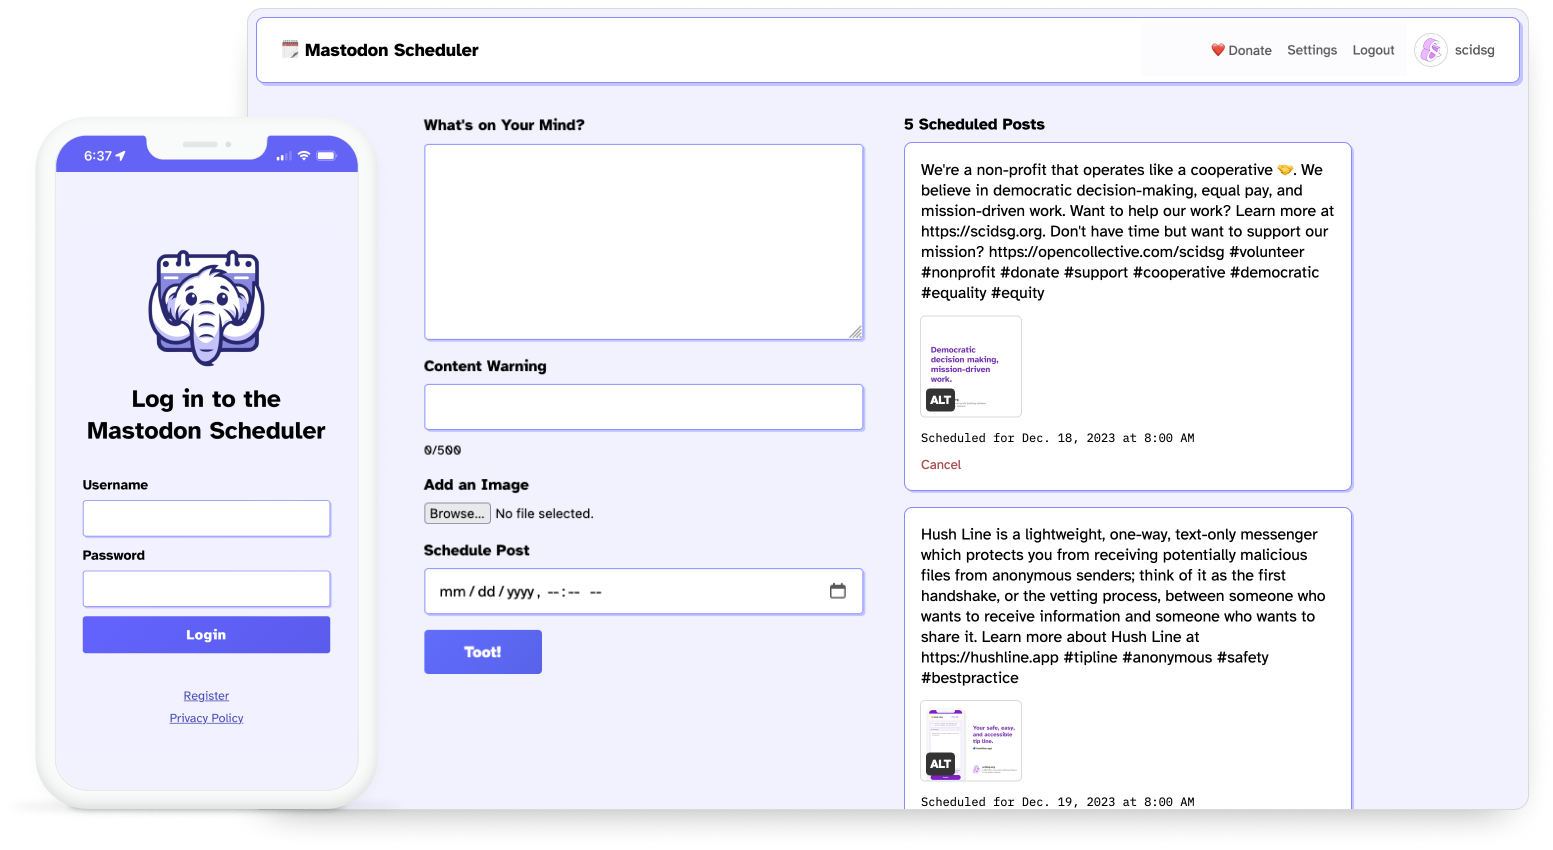 Mastodon Scheduler
Donate Settings Logout scidsg
6:37
Log in to the
Mastodon Scheduler
Username
Password
Login
Register
Privacy Policy
What's on Your Mind?
Content Warning
0/500
Add an Image
Browse... No file selected.
Schedule Post
mm / dd / yyyy , -- : -- --
Toot!
5 Scheduled Posts
We're a non-profit that operates like a cooperative 🤝. We
believe in democratic decision-making, equal pay, and
mission-driven work. Want to help our work? Learn more at
https://scidsg.org. Don't have time but want to support our
mission? https://opencollective.com/scidsg #volunteer
#nonprofit #donate #support #cooperative #democratic
#equality #equity
Democratic
decision making,
mission-driven
work.
ALT
Scheduled for Dec. 18, 2023 at 8:00 AM
Cancel
Hush Line is a lightweight, one-way, text-only messenger
which protects you from receiving potentially malicious
files from anonymous senders; think of it as the first
handshake, or the vetting process, between someone who
wants to receive information and someone who wants to
share it. Learn more about Hush Line at
https://hushline.app #tipline #anonymous #safety
#bestpractice
Your safe, easy,
and accessible
tip line.
ALT
Scheduled for Dec. 19, 2023 at 8:00 AM